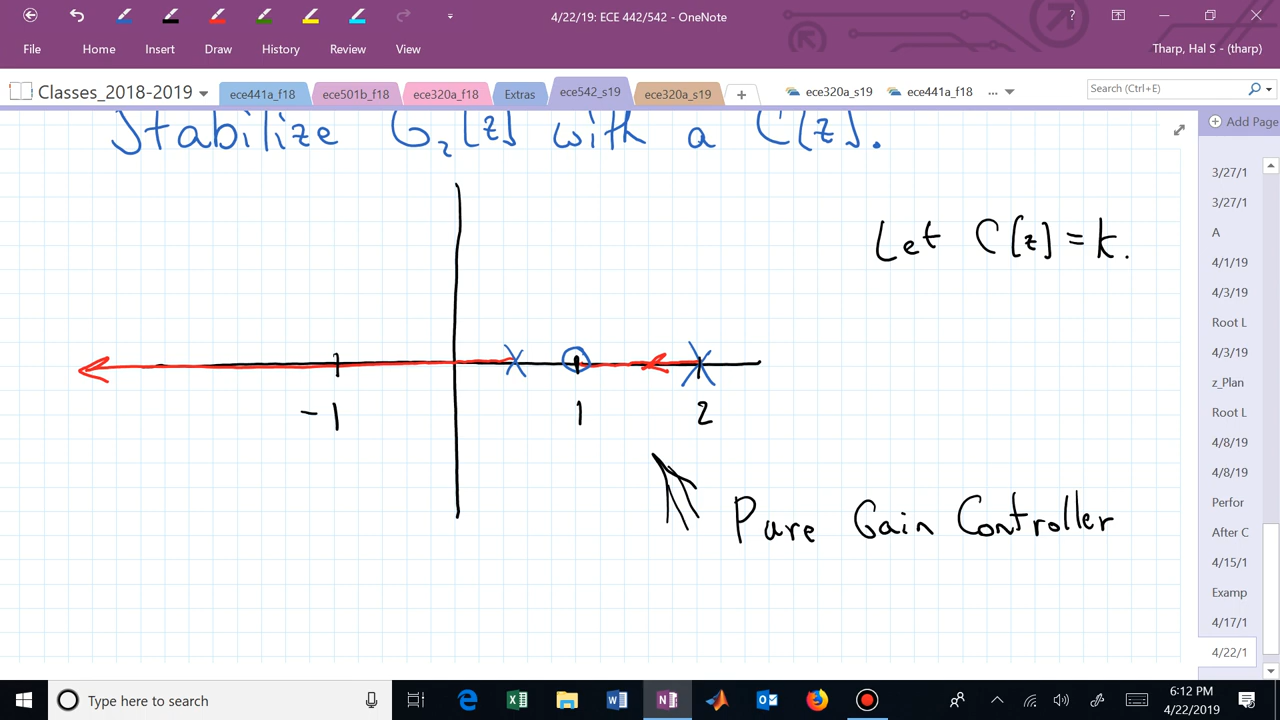 4/22/19: ECE 442/542 - OneNote
File Home Insert Draw History Review View
Tharp, Hal S - (tharp)
Classes_2018-2019
ece441a_f18 ece501b_f18 ece320a_f18 Extras ece542_s19 ece320a_s19
ece320a_s19 ece441a_f18
Search (Ctrl+E)
Add Page
Stabilize G₂[z] with a C[z].
Let C[z] = k.
-1 1 2
Pure Gain Controller
3/27/1
3/27/1
A
4/1/19
4/3/19
Root L
4/3/19
z_Plan
Root L
4/8/19
4/8/19
Perfor
After C
4/15/1
Examp
4/17/1
4/22/1
Type here to search
6:12 PM
4/22/2019